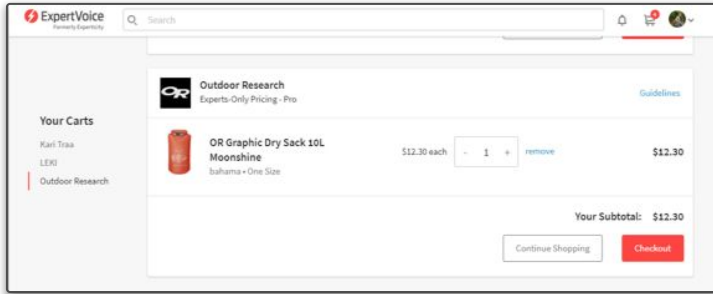 ExpertVoice
Formerly Experticity
Search
Your Carts
Kari Traa
LEKI
Outdoor Research
OR
Outdoor Research
Experts-Only Pricing - Pro
Guidelines
OR Graphic Dry Sack 10L
Moonshine
bahama • One Size
$12.30 each - 1 + remove $12.30
Your Subtotal: $12.30
Continue Shopping Checkout